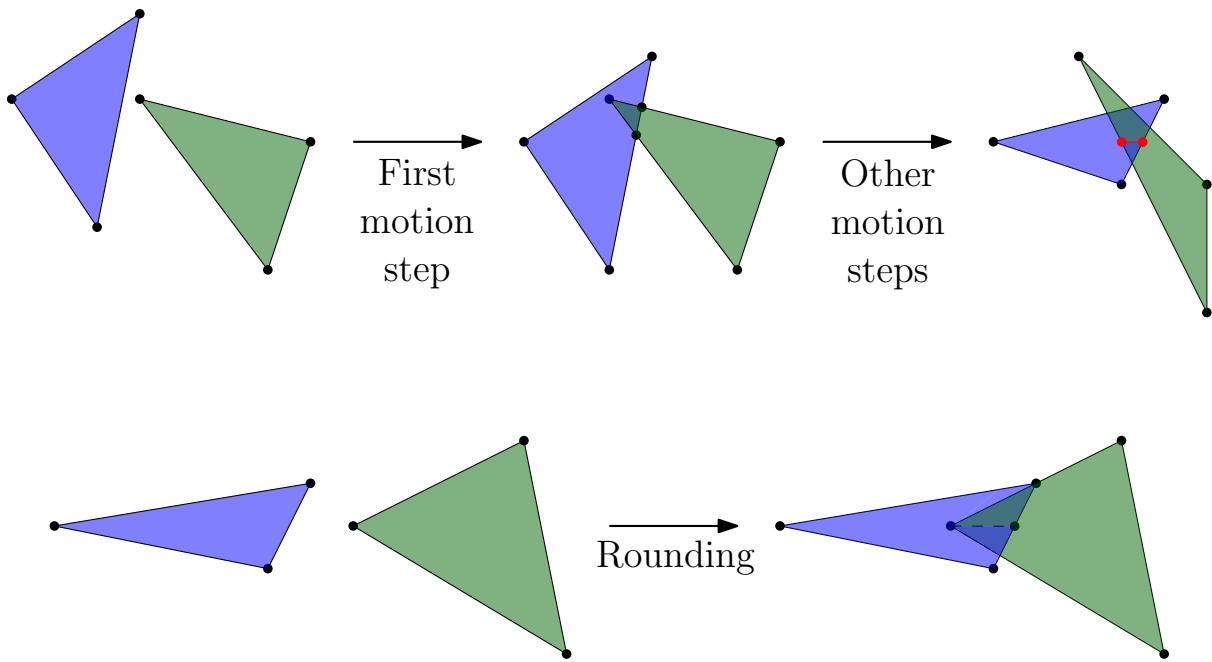 First
motion
step
Other
motion
steps
Rounding